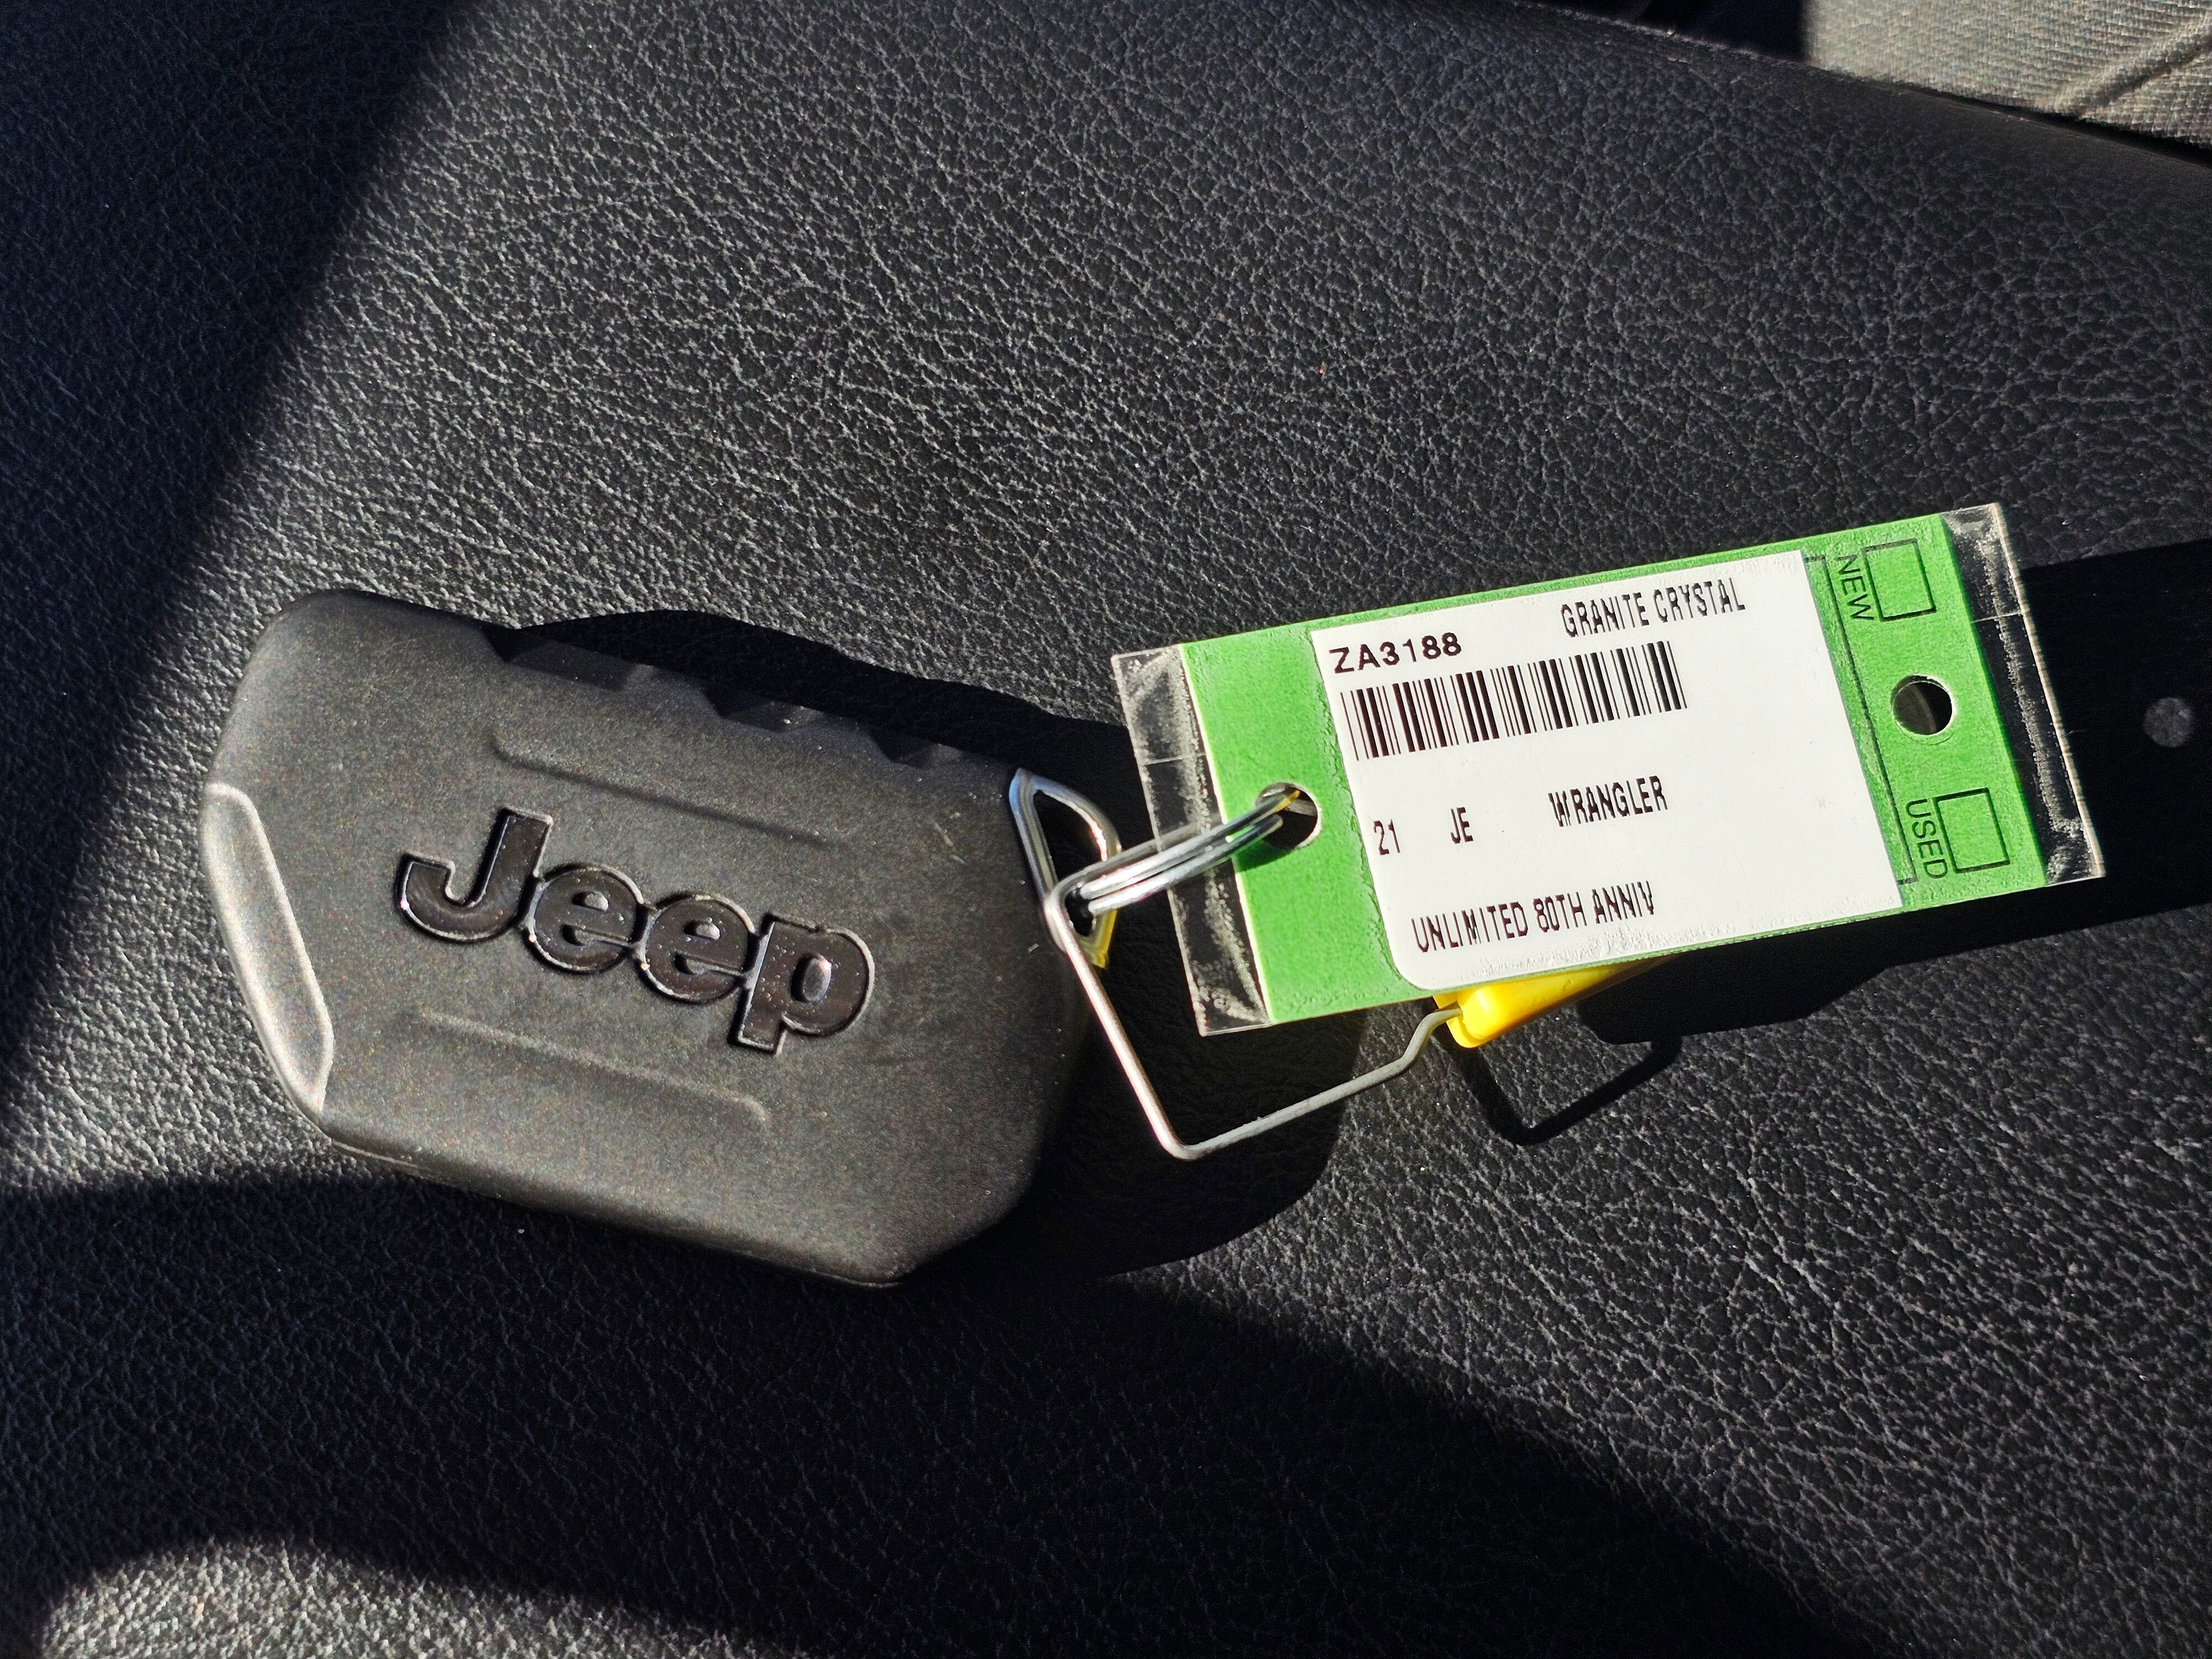 Jeep
ZA3188 GRANITE CRYSTAL
21 JE WRANGLER
UNLIMITED 80TH ANNIV
NEW
USED